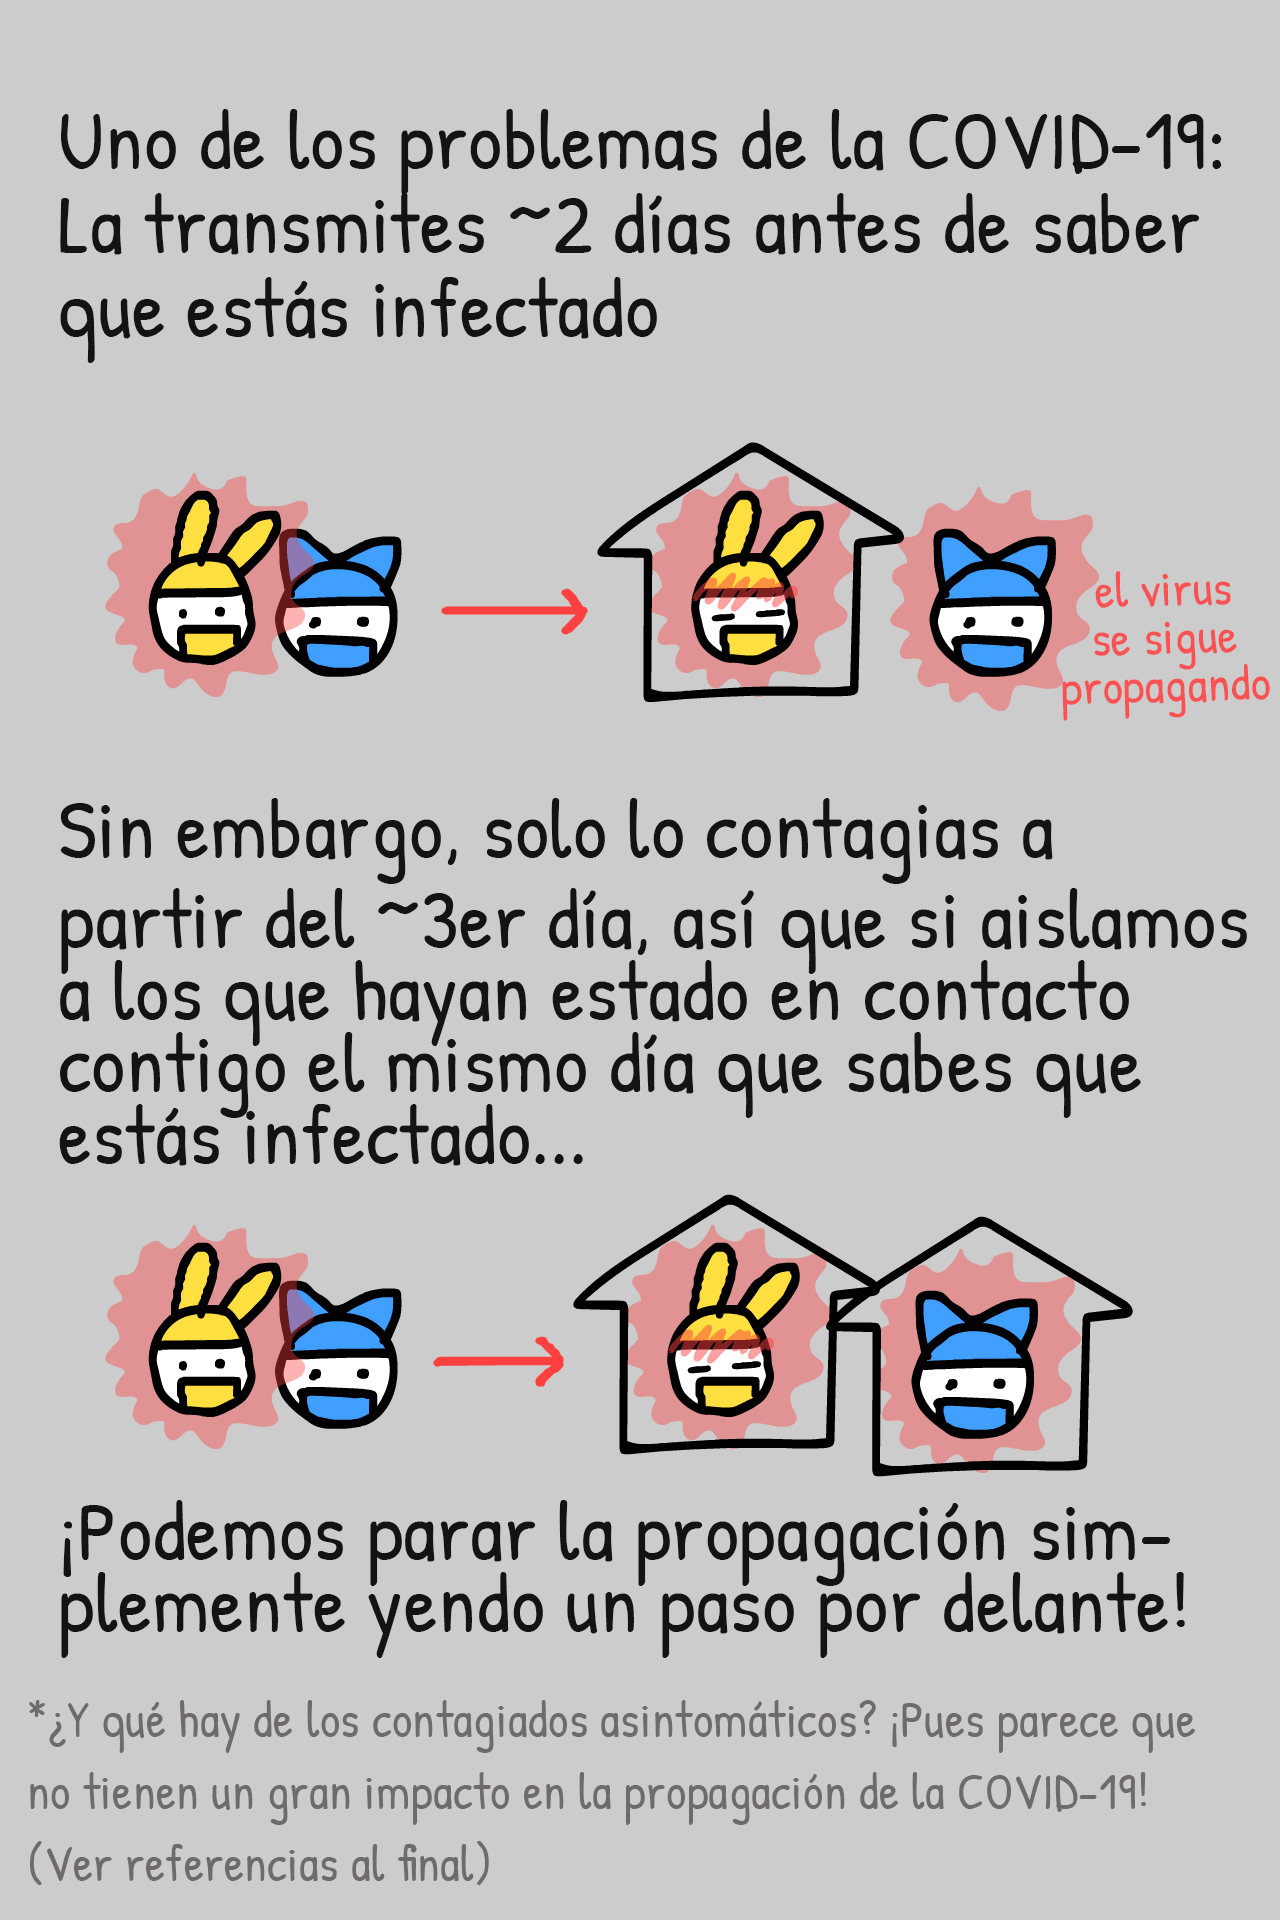 Uno de los problemas de la COVID-19:
La transmites ~2 días antes de saber
que estás infectado
el virus
se sigue
propagando
Sin embargo, solo lo contagias a
partir del ~3er día, así que si aislamos
a los que hayan estado en contacto
contigo el mismo día que sabes que
estás infectado...
¡Podemos parar la propagación sim-
plemente yendo un paso por delante!
*¿Y qué hay de los contagiados asintomáticos? ¡Pues parece que
no tienen un gran impacto en la propagación de la COVID-19!
(Ver referencias al final)